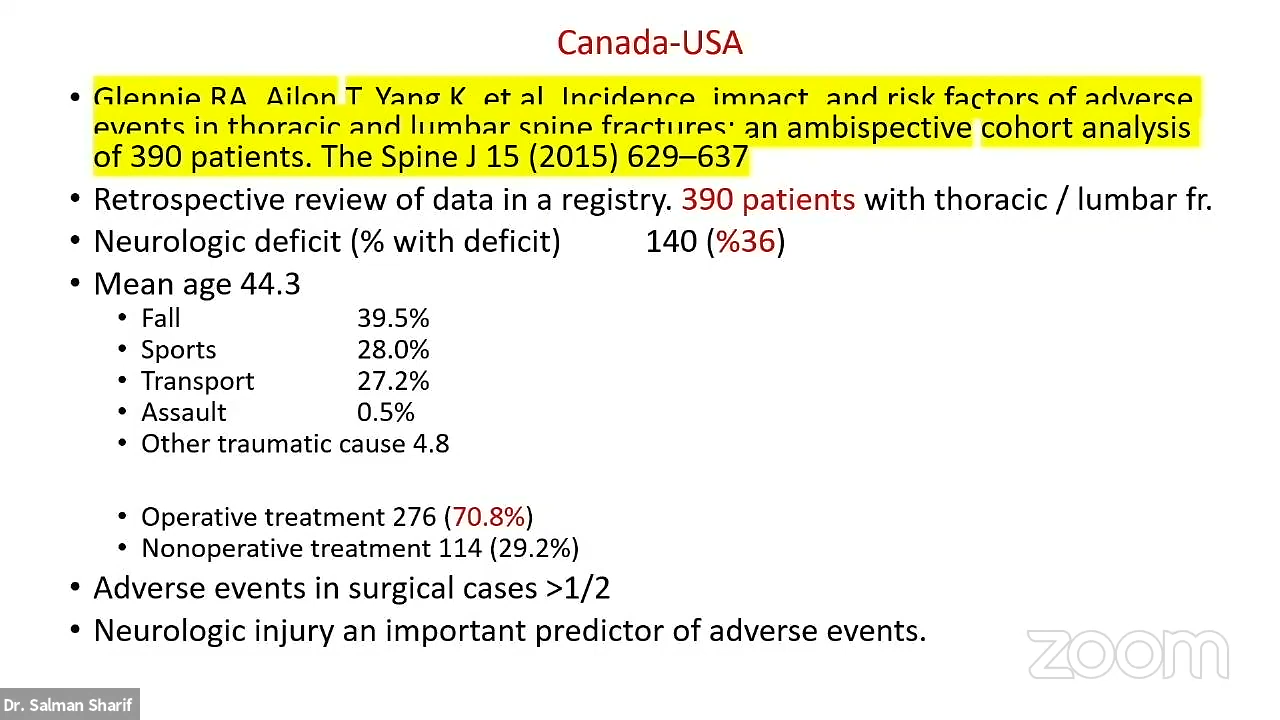 Canada-USA
• Glennie RA, Ailon T, Yang K, et al. Incidence, impact, and risk factors of adverse
events in thoracic and lumbar spine fractures: an ambispective cohort analysis
of 390 patients. The Spine J 15 (2015) 629–637
• Retrospective review of data in a registry. 390 patients with thoracic / lumbar fr.
• Neurologic deficit (% with deficit) 140 (%36)
• Mean age 44.3
• Fall 39.5%
• Sports 28.0%
• Transport 27.2%
• Assault 0.5%
• Other traumatic cause 4.8
• Operative treatment 276 (70.8%)
• Nonoperative treatment 114 (29.2%)
• Adverse events in surgical cases >1/2
• Neurologic injury an important predictor of adverse events.
zoom
Dr. Salman Sharif